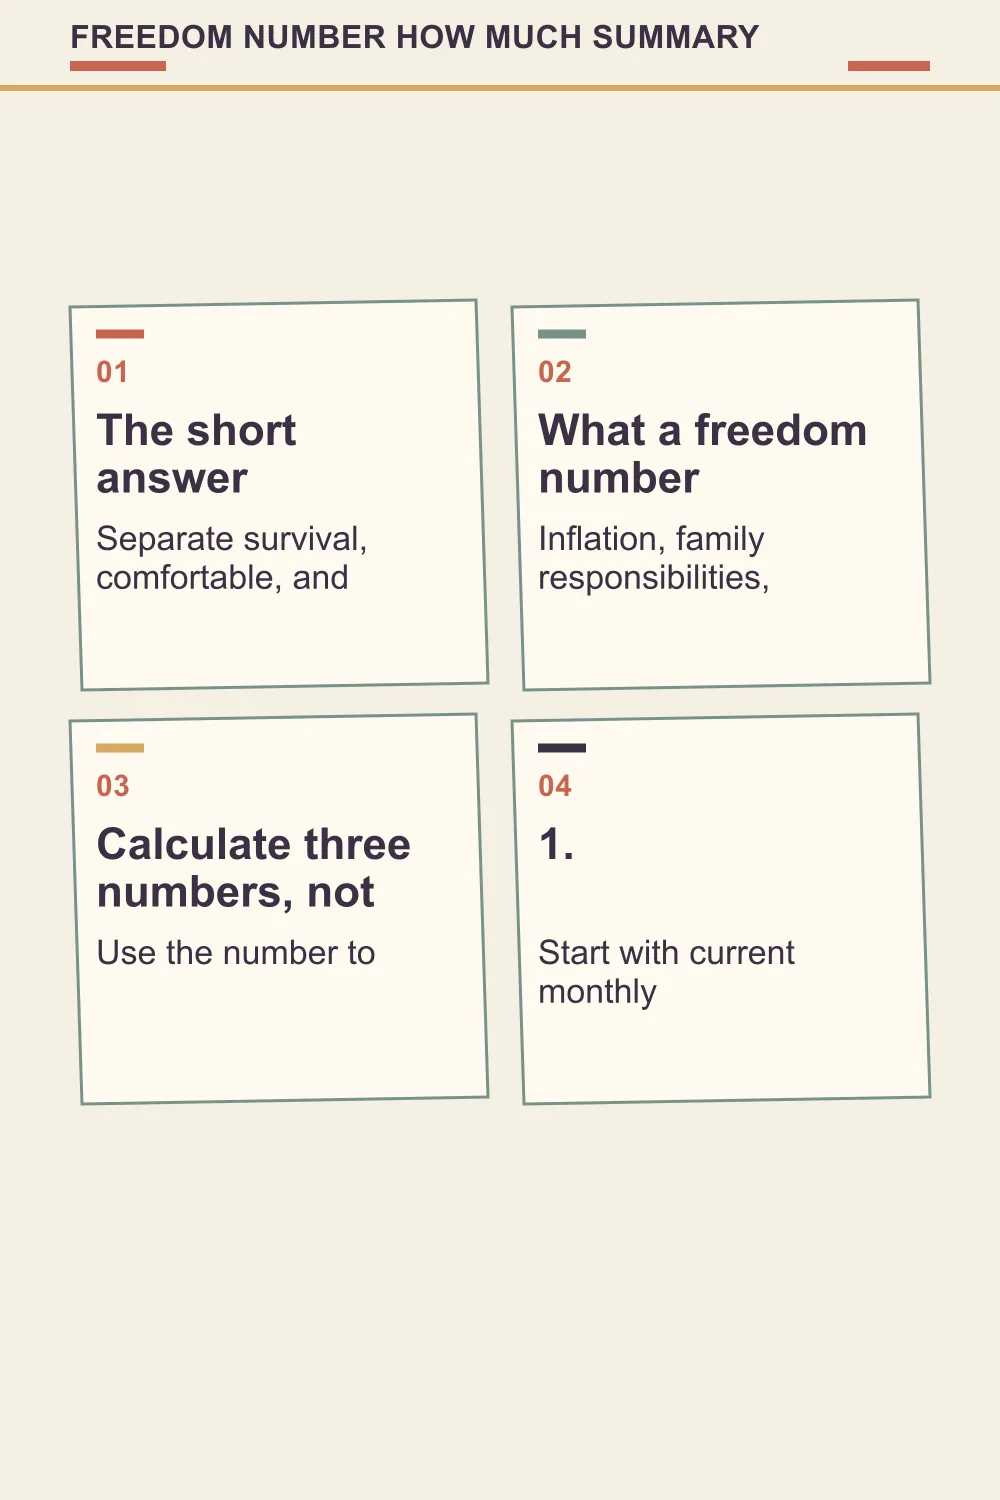 FREEDOM NUMBER HOW MUCH SUMMARY
01
The short
answer
Separate survival,
comfortable, and
02
What a freedom
number
Inflation, family
responsibilities,
03
Calculate three
numbers, not
Use the number to
04
1.
Start with current
monthly